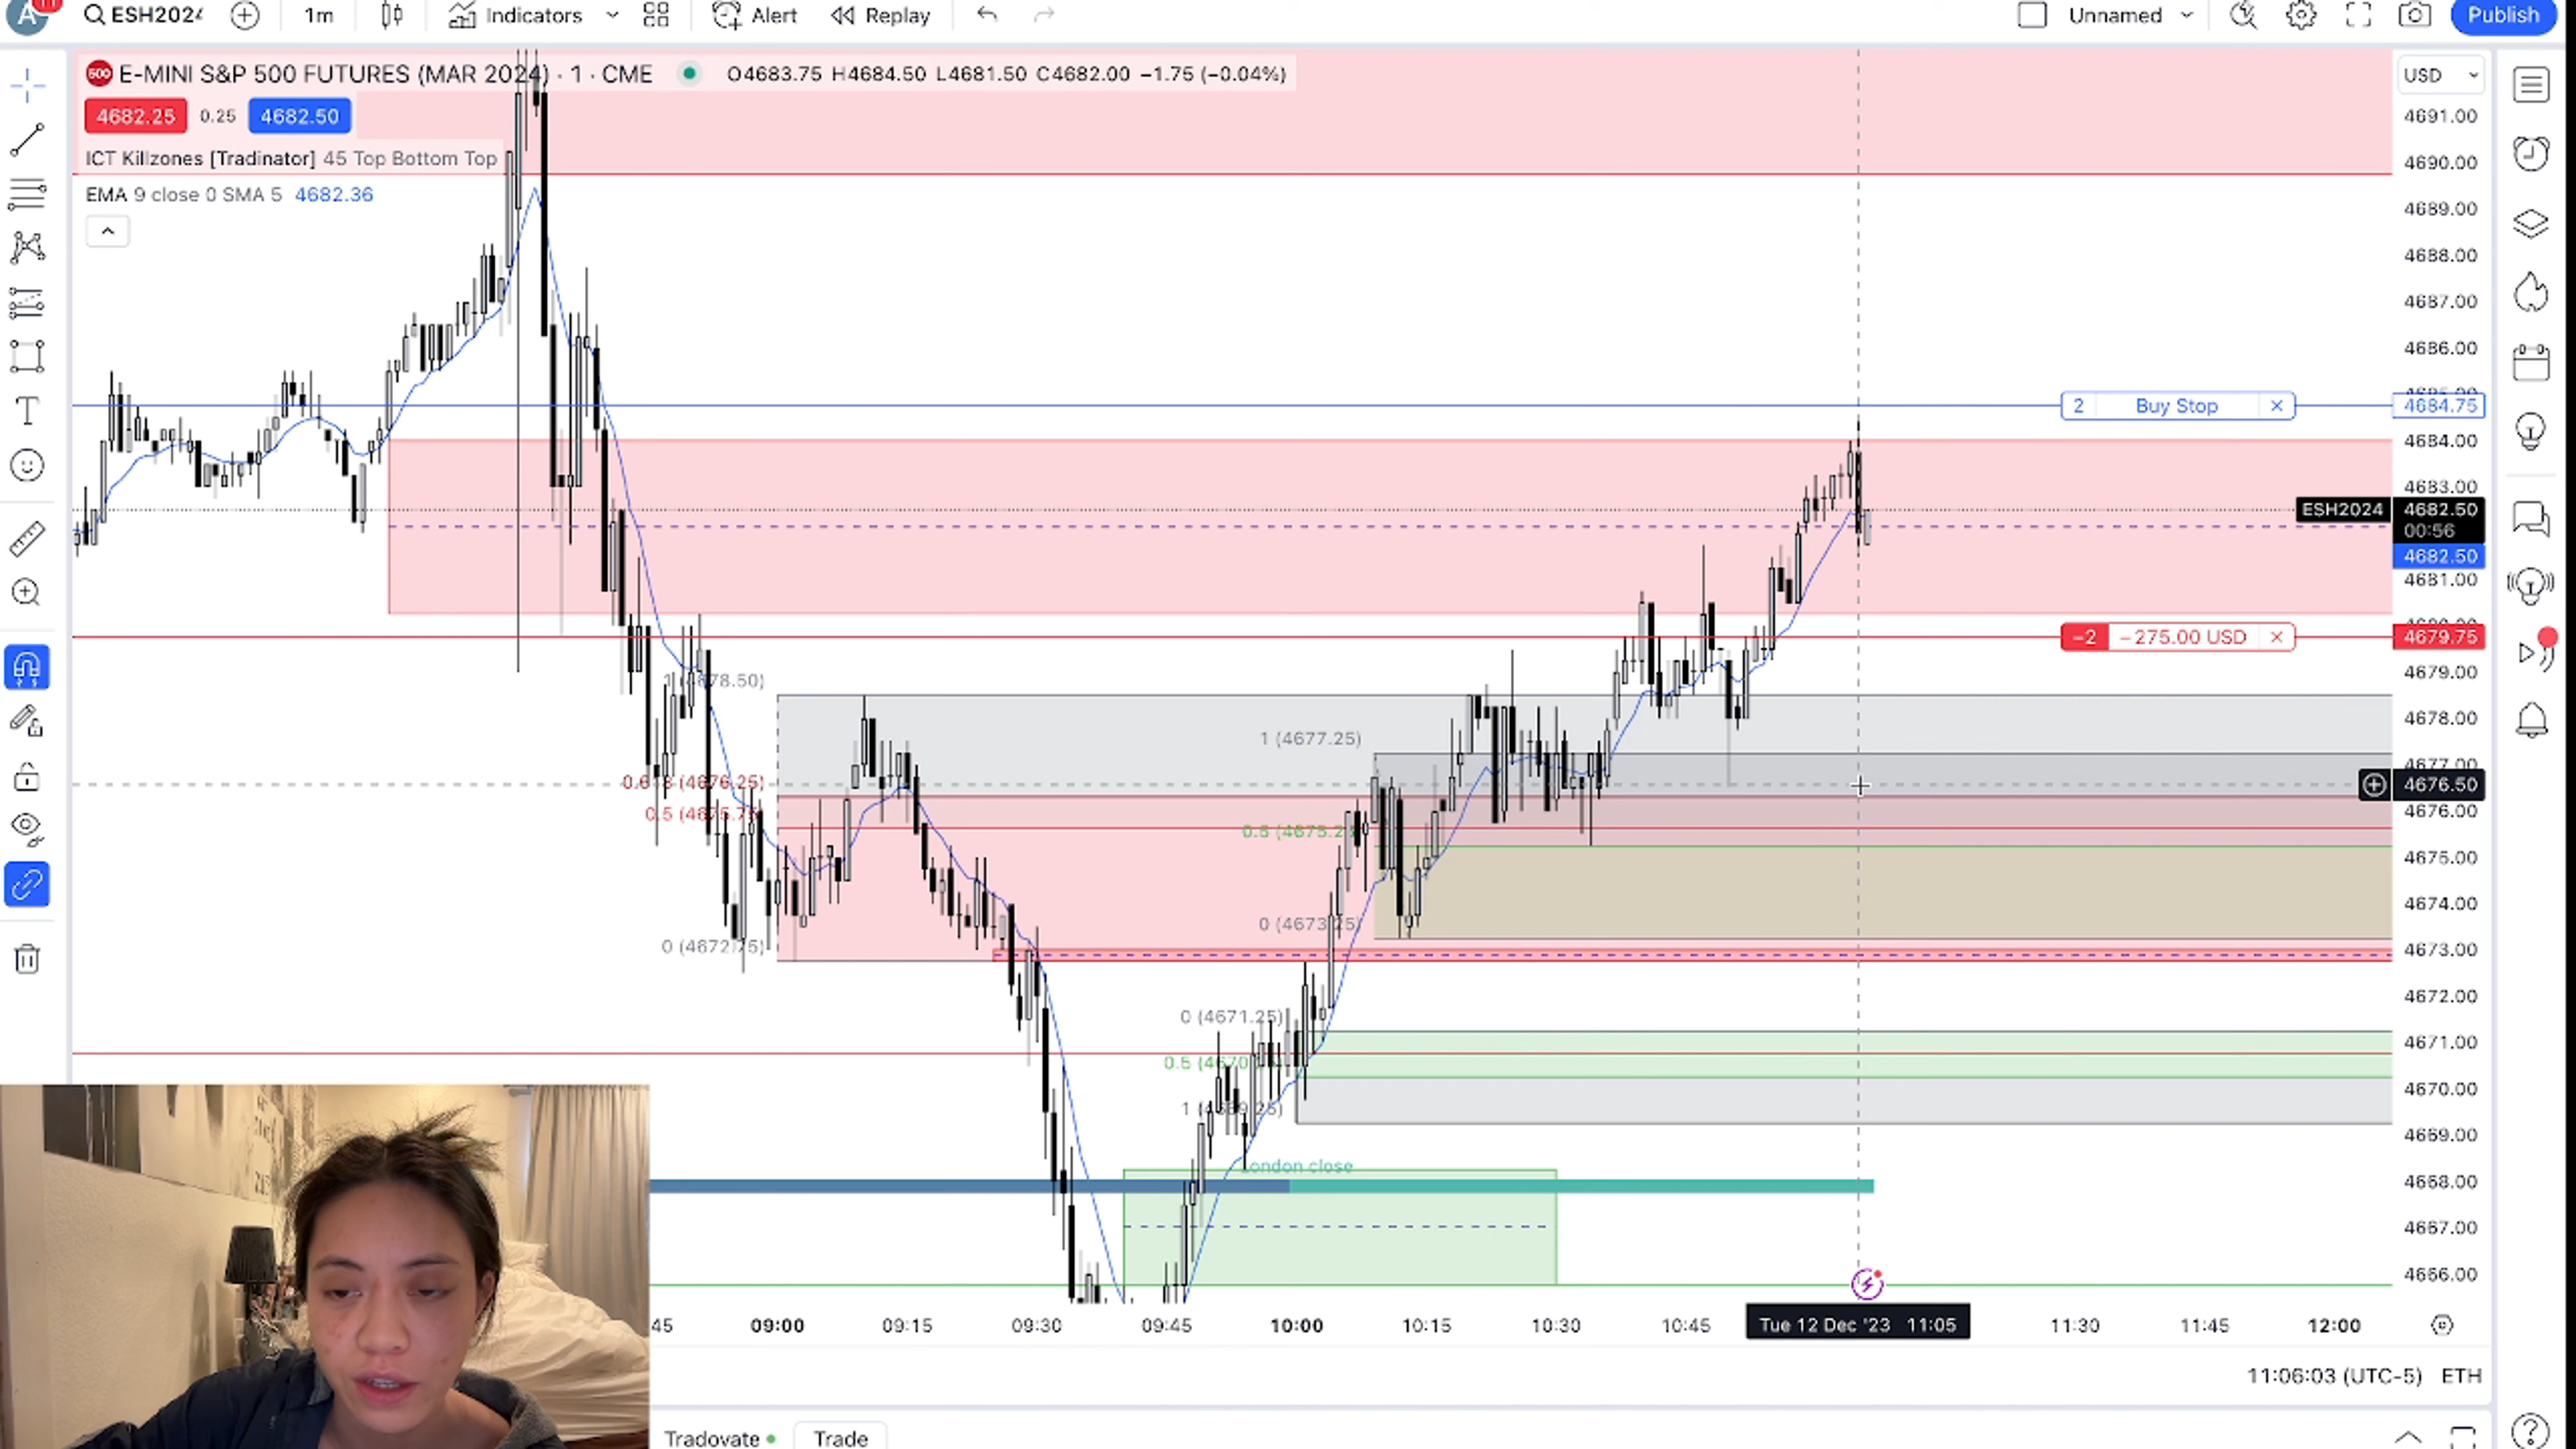 A 11 ESH2024 1m Indicators Alert Replay Unnamed Publish
500 E-MINI S&P 500 FUTURES (MAR 2024) · 1 · CME O4683.75 H4684.50 L4681.50 C4682.00 −1.75 (−0.04%)
USD
4682.25 0.25 4682.50
ICT Killzones [Tradinator] 45 Top Bottom Top
EMA 9 close 0 SMA 5 4682.36
4691.00
4690.00
4689.00
4688.00
4687.00
4686.00
2 Buy Stop × 4684.75
4684.00
4683.00
ESH2024 4682.50
00:56
4682.50
4681.00
−2 −275.00 USD × 4679.75
4679.00
4678.00
4677.00
4676.50
4676.00
4675.00
4674.00
4673.00
4672.00
4671.00
4670.00
4669.00
4668.00
4667.00
4666.00
1 (4677.25)
0 (4672.75)
0 (4673.25)
0 (4671.25)
London close
45 09:00 09:15 09:30 09:45 10:00 10:15 10:30 10:45 Tue 12 Dec '23 11:05 11:30 11:45 12:00
11:06:03 (UTC-5) ETH
Tradovate Trade